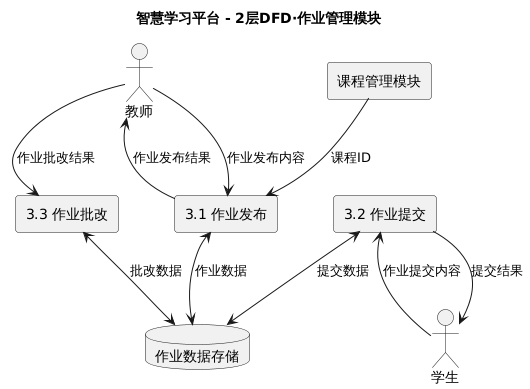 智慧学习平台 - 2层DFD·作业管理模块
教师
课程管理模块
作业批改结果
作业发布结果
作业发布内容
课程ID
3.3 作业批改
3.1 作业发布
3.2 作业提交
批改数据
作业数据
提交数据
作业提交内容
提交结果
作业数据存储
学生